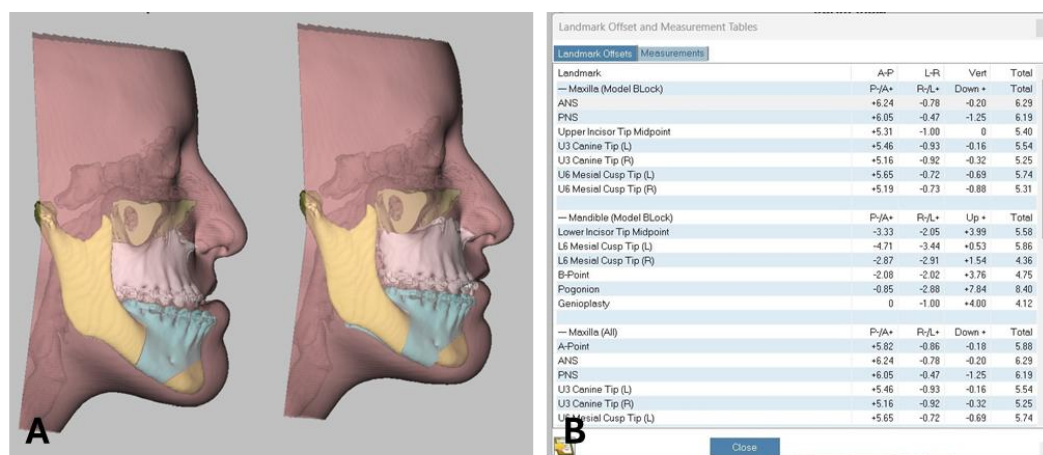 A
Landmark Offset and Measurement Tables
Landmark Offsets Measurements
Landmark A-P L-R Vert Total
— Maxilla (Model BLock) P-/A+ R-/L+ Down + Total
ANS +6.24 -0.78 -0.20 6.29
PNS +6.05 -0.47 -1.25 6.19
Upper Incisor Tip Midpoint +5.31 -1.00 0 5.40
U3 Canine Tip (L) +5.46 -0.93 -0.16 5.54
U3 Canine Tip (R) +5.16 -0.92 -0.32 5.25
U6 Mesial Cusp Tip (L) +5.65 -0.72 -0.69 5.74
U6 Mesial Cusp Tip (R) +5.19 -0.73 -0.88 5.31
— Mandible (Model BLock) P-/A+ R-/L+ Up + Total
Lower Incisor Tip Midpoint -3.33 -2.05 +3.99 5.58
L6 Mesial Cusp Tip (L) -4.71 -3.44 +0.53 5.86
L6 Mesial Cusp Tip (R) -2.87 -2.91 +1.54 4.36
B-Point -2.08 -2.02 +3.76 4.75
Pogonion -0.85 -2.88 +7.84 8.40
Genioplasty 0 -1.00 +4.00 4.12
— Maxilla (All) P-/A+ R-/L+ Down + Total
A-Point +5.82 -0.86 -0.18 5.88
ANS +6.24 -0.78 -0.20 6.29
PNS +6.05 -0.47 -1.25 6.19
U3 Canine Tip (L) +5.46 -0.93 -0.16 5.54
U3 Canine Tip (R) +5.16 -0.92 -0.32 5.25
U6 Mesial Cusp Tip (L) +5.65 -0.72 -0.69 5.74
B
Close